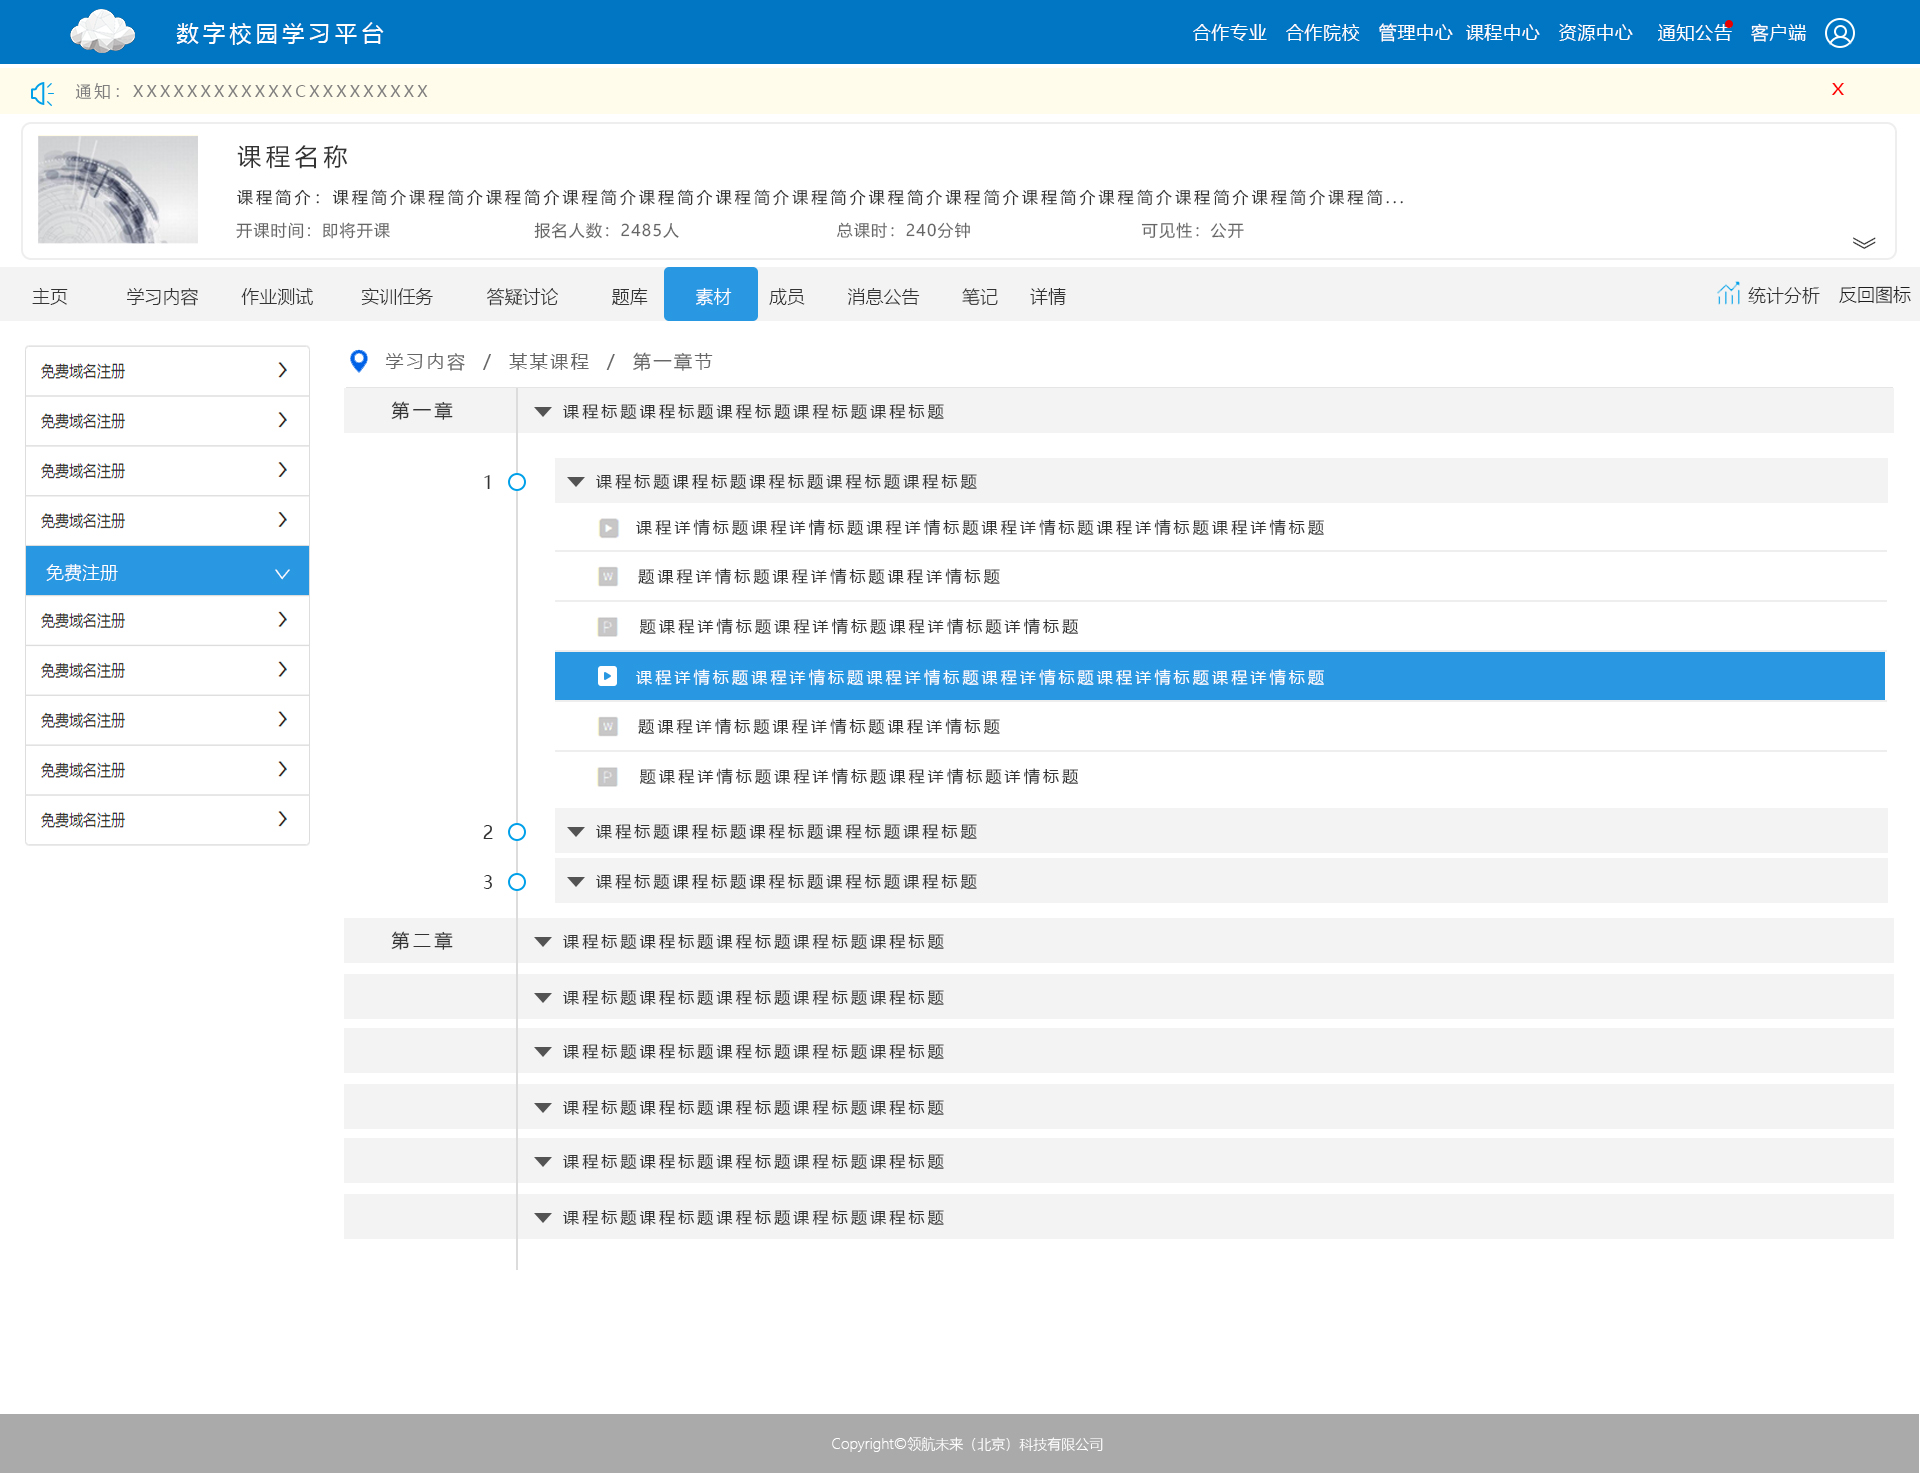 数字校园学习平台
合作专业 合作院校 管理中心 课程中心 资源中心 通知公告 客户端
通知：XXXXXXXXXXXXCXXXXXXXXX
X
课程名称
课程简介：课程简介课程简介课程简介课程简介课程简介课程简介课程简介课程简介课程简介课程简介课程简介课程简介课程简介课程简...
开课时间：即将开课 报名人数：2485人 总课时：240分钟 可见性：公开
主页 学习内容 作业测试 实训任务 答疑讨论 题库 素材 成员 消息公告 笔记 详情 统计分析 反回图标
免费域名注册
免费域名注册
免费域名注册
免费域名注册
免费注册
免费域名注册
免费域名注册
免费域名注册
免费域名注册
免费域名注册
学习内容 / 某某课程 / 第一章节
第一章 课程标题课程标题课程标题课程标题课程标题
1 课程标题课程标题课程标题课程标题课程标题
课程详情标题课程详情标题课程详情标题课程详情标题课程详情标题课程详情标题
W 题课程详情标题课程详情标题课程详情标题
P 题课程详情标题课程详情标题课程详情标题详情标题
课程详情标题课程详情标题课程详情标题课程详情标题课程详情标题课程详情标题
W 题课程详情标题课程详情标题课程详情标题
P 题课程详情标题课程详情标题课程详情标题详情标题
2 课程标题课程标题课程标题课程标题课程标题
3 课程标题课程标题课程标题课程标题课程标题
第二章 课程标题课程标题课程标题课程标题课程标题
课程标题课程标题课程标题课程标题课程标题
课程标题课程标题课程标题课程标题课程标题
课程标题课程标题课程标题课程标题课程标题
课程标题课程标题课程标题课程标题课程标题
课程标题课程标题课程标题课程标题课程标题
Copyright©领航未来（北京）科技有限公司